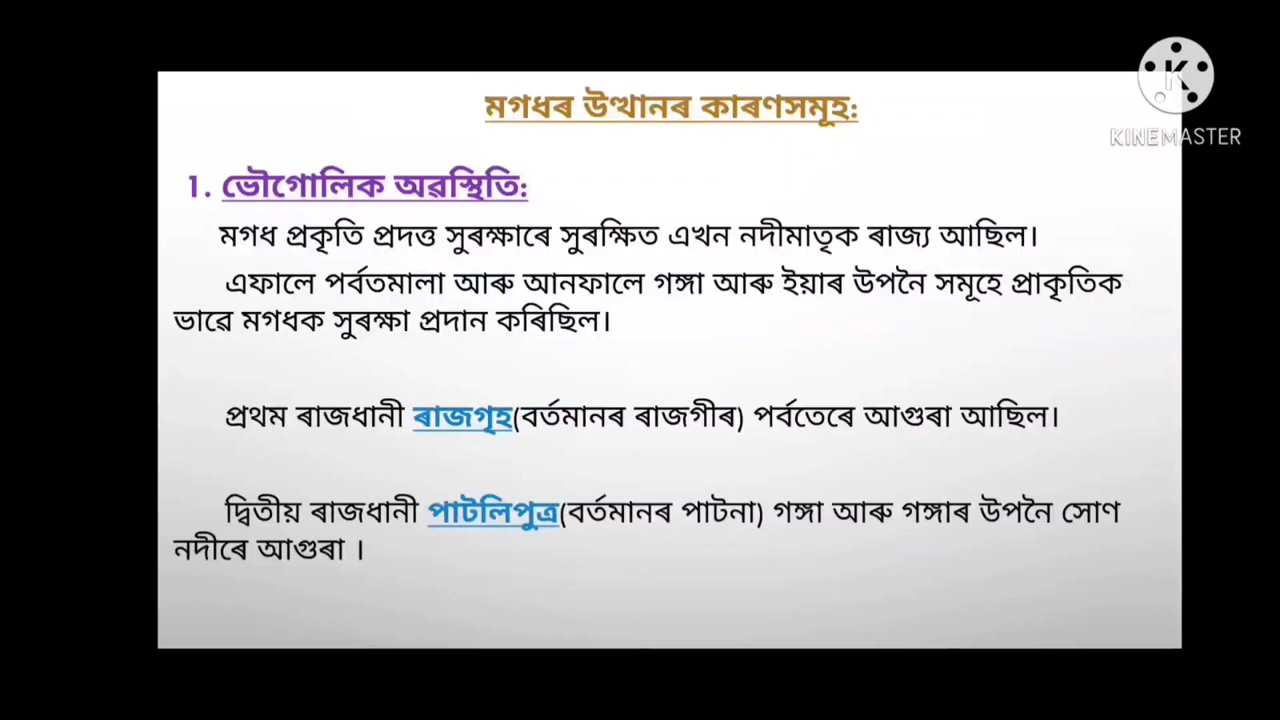 মগধৰ উত্থানৰ কাৰণসমূহ:
KINEMASTER
1. ভৌগোলিক অৱস্থিতি:
মগধ প্ৰকৃতি প্ৰদত্ত সুৰক্ষাৰে সুৰক্ষিত এখন নদীমাতৃক ৰাজ্য আছিল।
এফালে পৰ্বতমালা আৰু আনফালে গঙ্গা আৰু ইয়াৰ উপনৈ সমূহে প্ৰাকৃতিক
ভাৱে মগধক সুৰক্ষা প্ৰদান কৰিছিল।
প্ৰথম ৰাজধানী ৰাজগৃহ(বৰ্তমানৰ ৰাজগীৰ) পৰ্বতেৰে আগুৰা আছিল।
দ্বিতীয় ৰাজধানী পাটলিপুত্ৰ(বৰ্তমানৰ পাটনা) গঙ্গা আৰু গঙ্গাৰ উপনৈ সোণ
নদীৰে আগুৰা ।